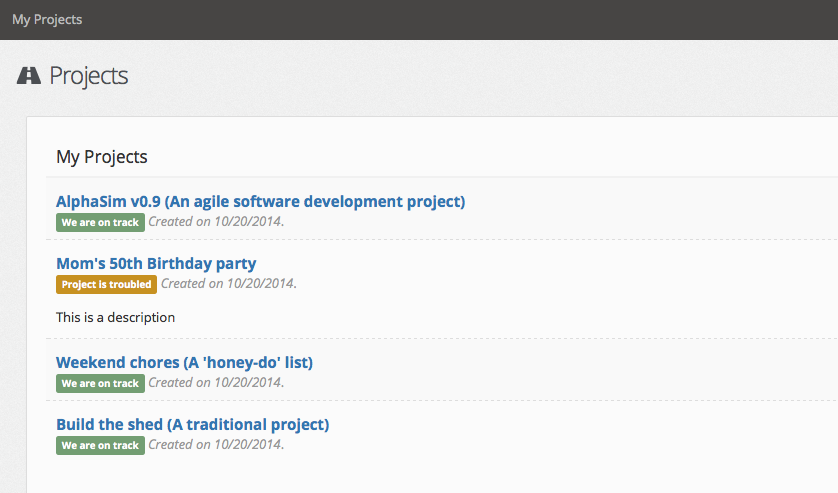 My Projects
Projects
My Projects
AlphaSim v0.9 (An agile software development project)
We are on track Created on 10/20/2014.
Mom's 50th Birthday party
Project is troubled Created on 10/20/2014.
This is a description
Weekend chores (A 'honey-do' list)
We are on track Created on 10/20/2014.
Build the shed (A traditional project)
We are on track Created on 10/20/2014.